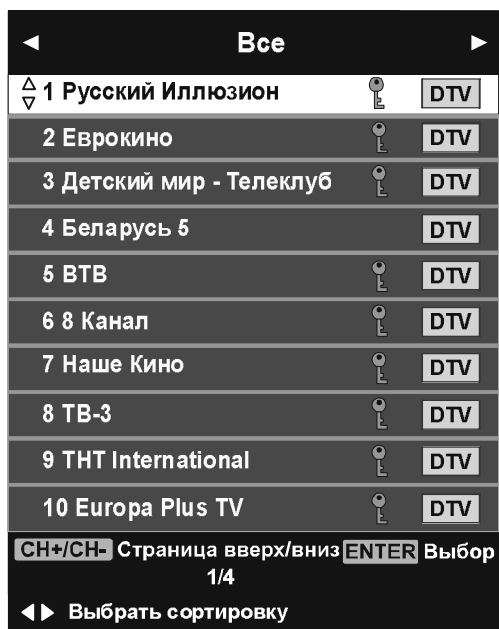 Все
1 Русский Иллюзион DTV
2 Еврокино DTV
3 Детский мир - Телеклуб DTV
4 Беларусь 5 DTV
5 ВТВ DTV
6 8 Канал DTV
7 Наше Кино DTV
8 ТВ-3 DTV
9 ТНТ International DTV
10 Europa Plus TV DTV
CH+/CH- Страница вверх/вниз ENTER Выбор
1/4
Выбрать сортировку